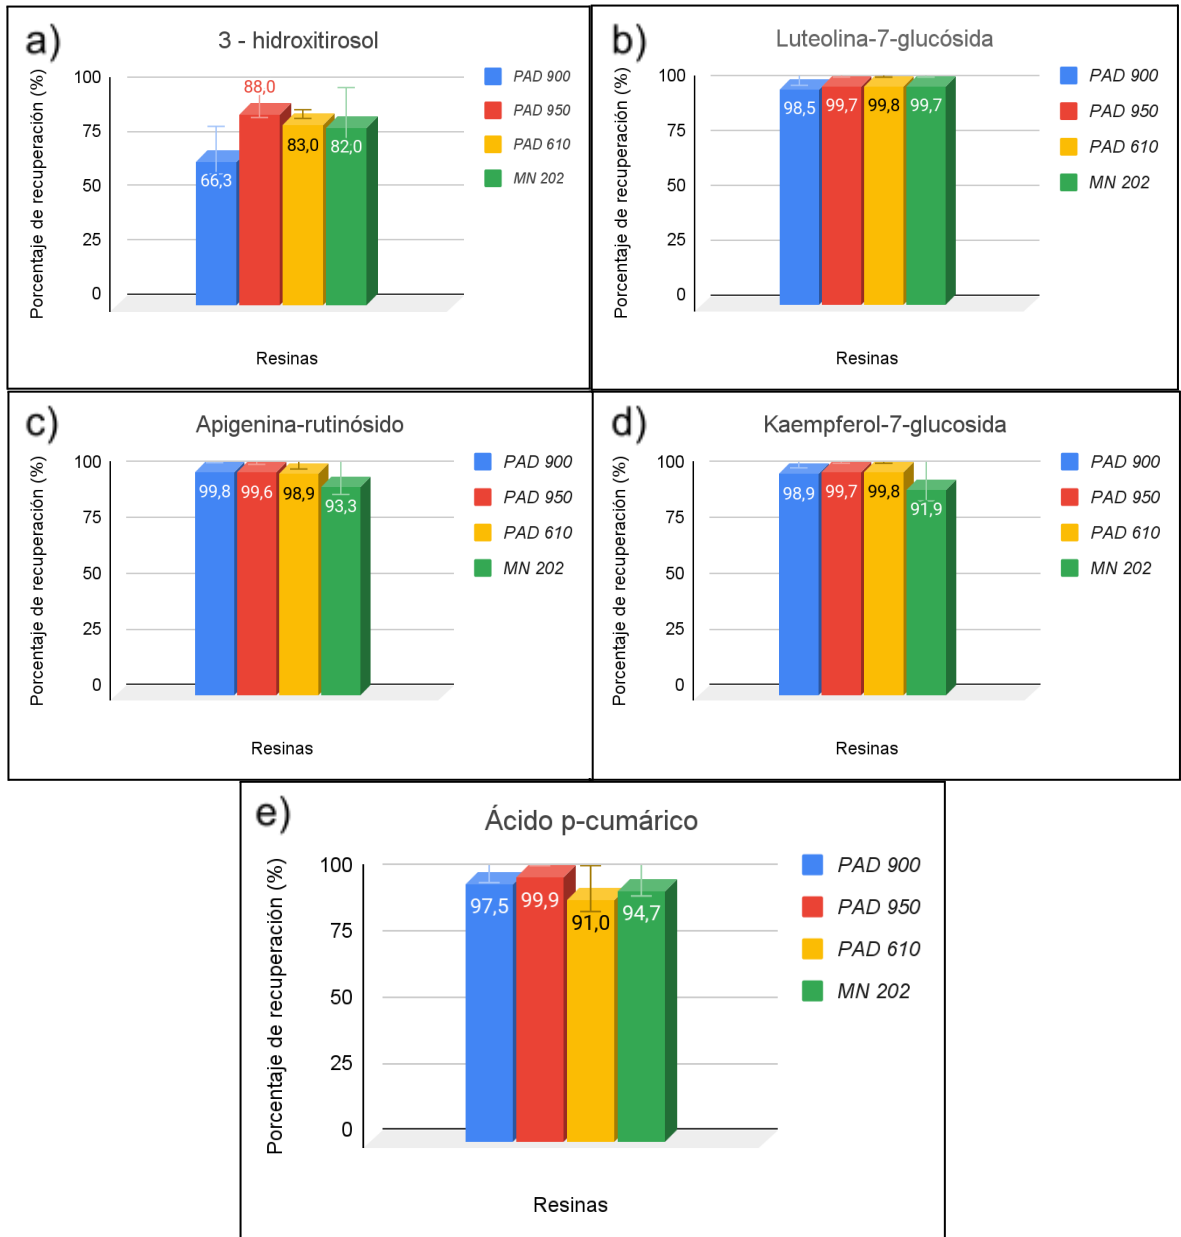 a)
3 - hidroxitirosol
Porcentaje de recuperación (%)
100
75
50
25
0
66,3
88,0
83,0
82,0
PAD 900
PAD 950
PAD 610
MN 202
Resinas
b)
Luteolina-7-glucósida
Porcentaje de recuperación (%)
100
75
50
25
0
98,5
99,7
99,8
99,7
PAD 900
PAD 950
PAD 610
MN 202
Resinas
c)
Apigenina-rutinósido
Porcentaje de recuperación (%)
100
75
50
25
0
99,8
99,6
98,9
93,3
PAD 900
PAD 950
PAD 610
MN 202
Resinas
d)
Kaempferol-7-glucosida
Porcentaje de recuperación (%)
100
75
50
25
0
98,9
99,7
99,8
91,9
PAD 900
PAD 950
PAD 610
MN 202
Resinas
e)
Ácido p-cumárico
Porcentaje de recuperación (%)
100
75
50
25
0
97,5
99,9
91,0
94,7
PAD 900
PAD 950
PAD 610
MN 202
Resinas